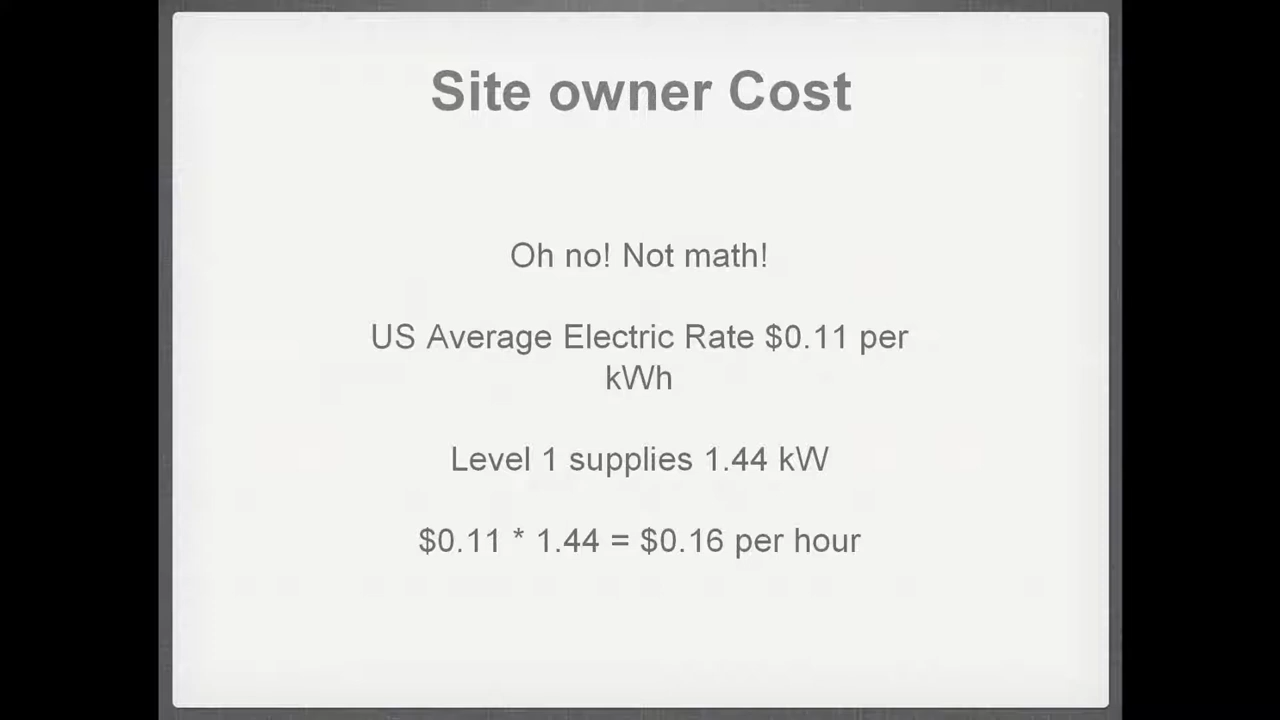 Site owner Cost
Oh no! Not math!
US Average Electric Rate $0.11 per
kWh
Level 1 supplies 1.44 kW
$0.11 * 1.44 = $0.16 per hour